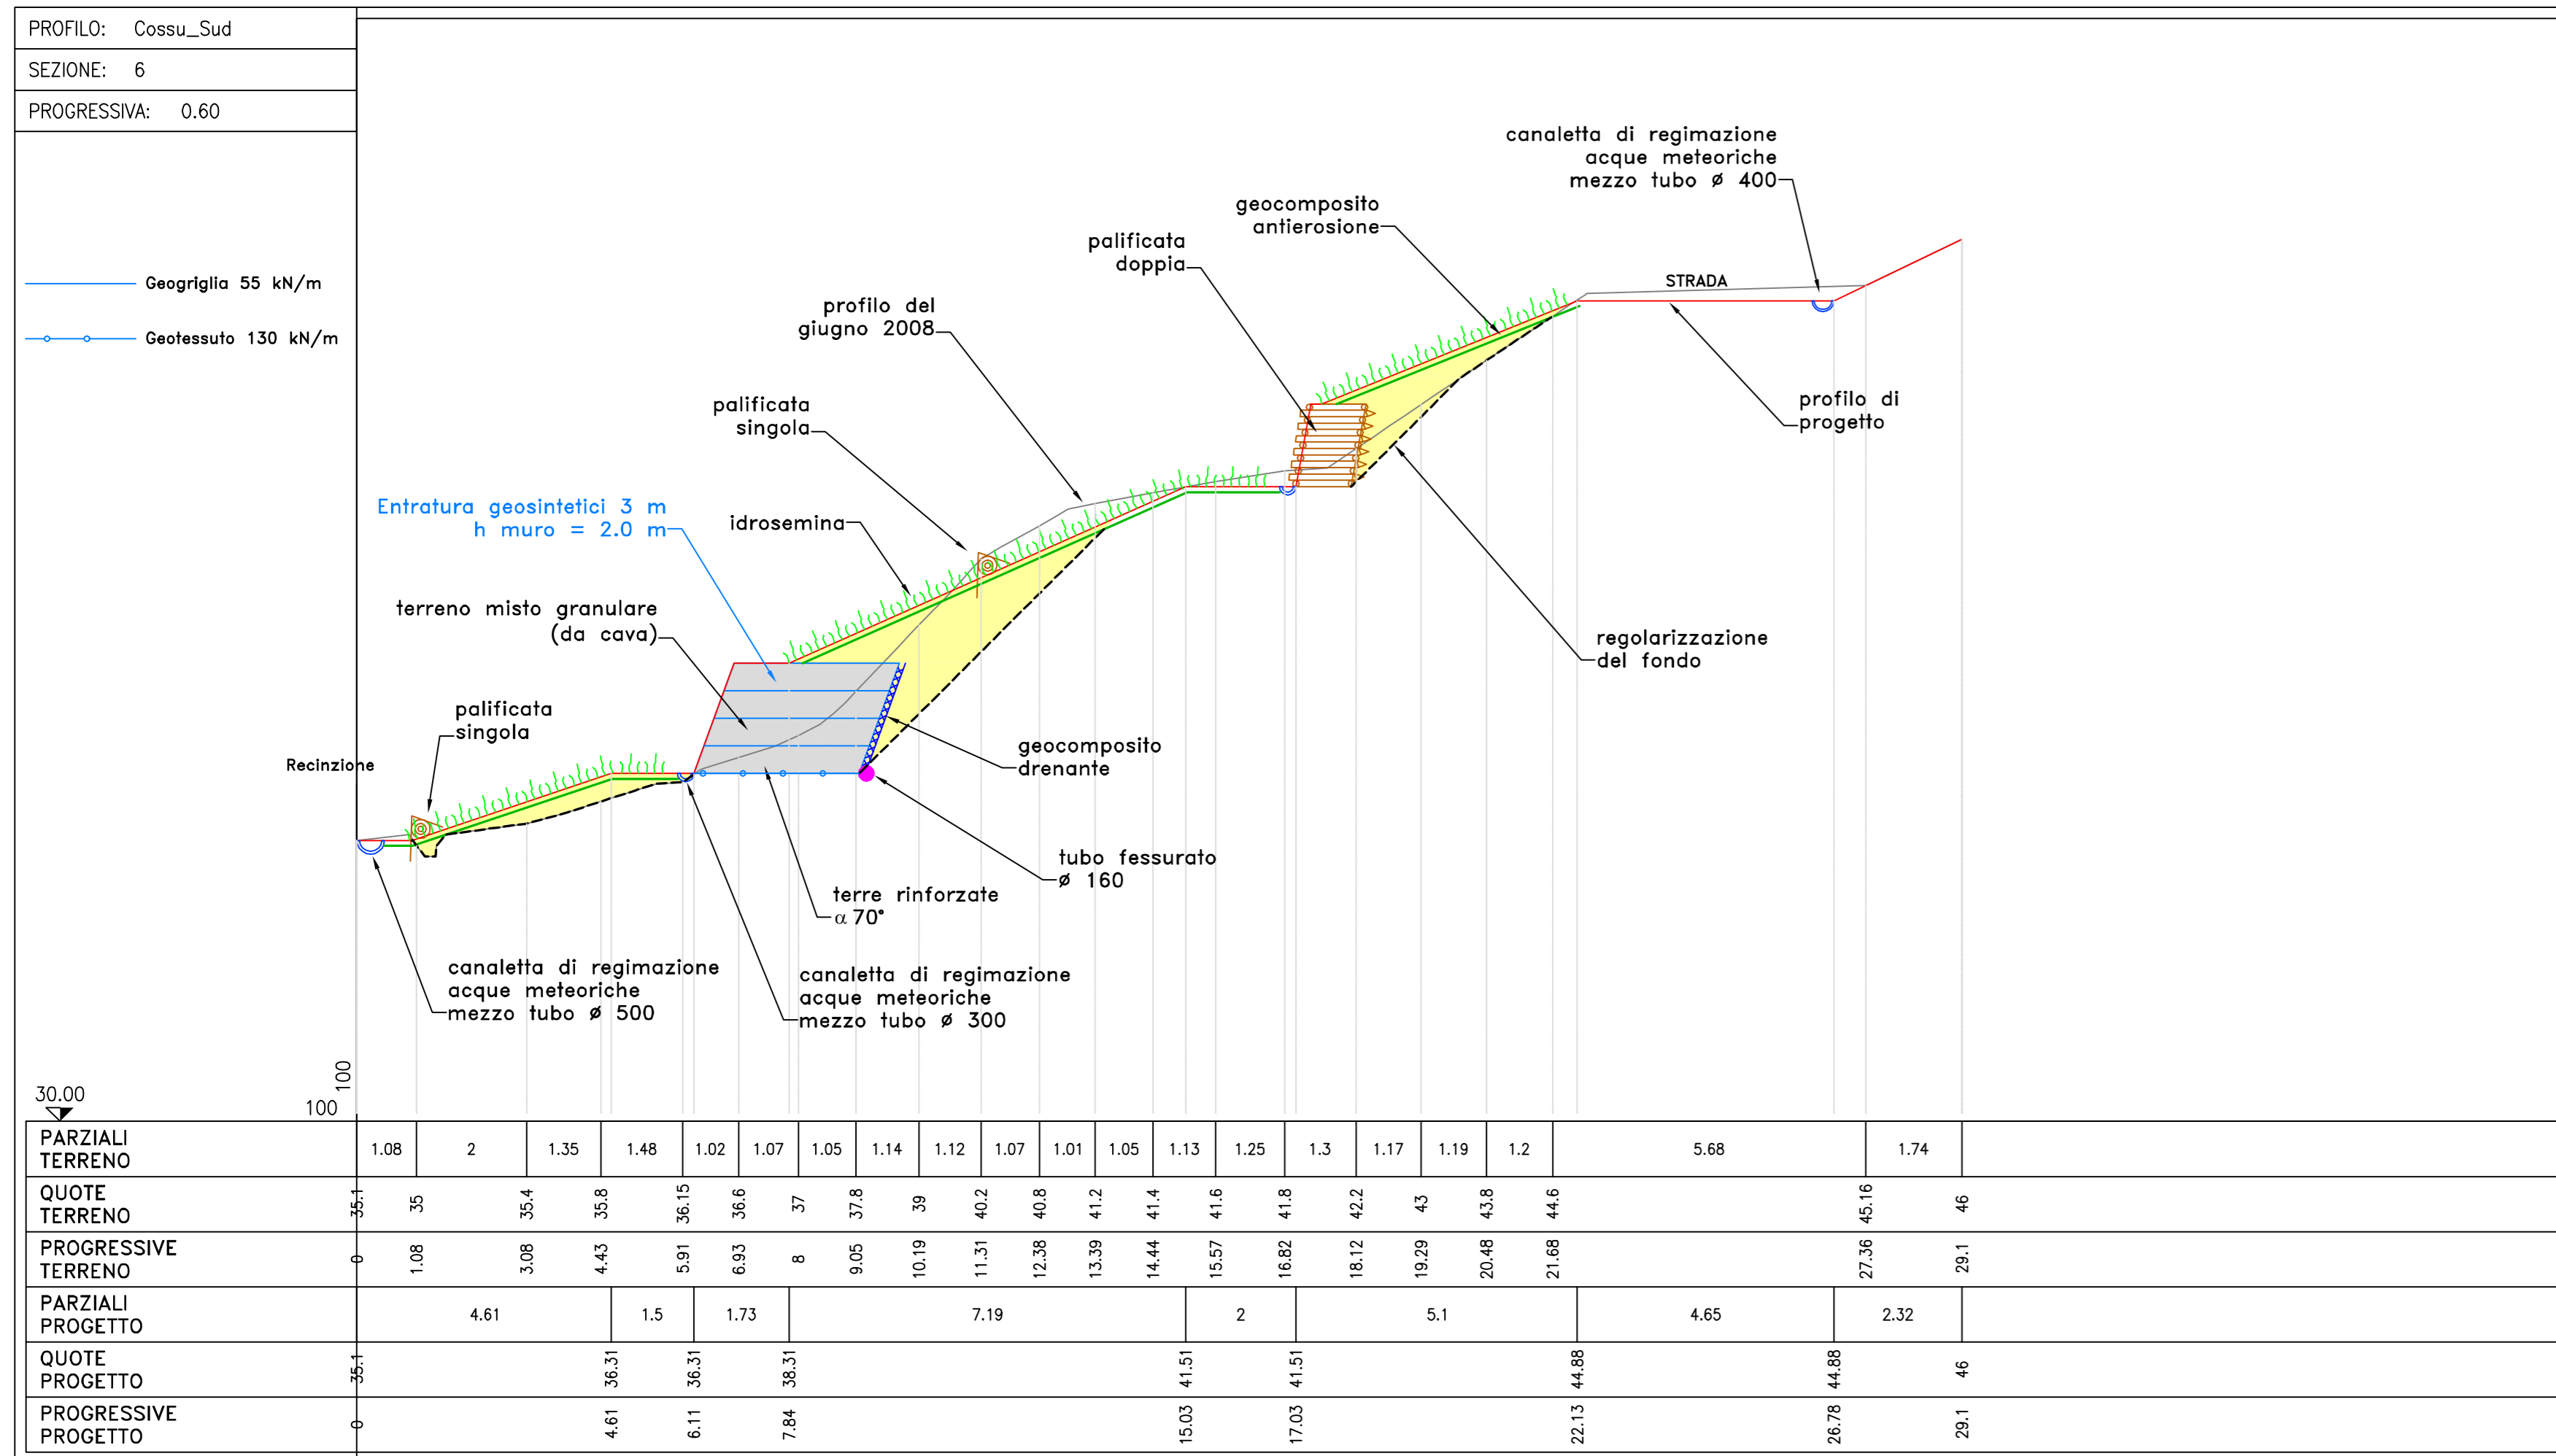 PROFILO: Cossu_Sud
SEZIONE: 6
PROGRESSIVA: 0.60
canaletta di regimazione
acque meteoriche
mezzo tubo ø 400
geocomposito
antierosione
palificata
doppia
STRADA
Geogriglia 55 kN/m
profilo del
giugno 2008
Geotessuto 130 kN/m
profilo di
progetto
palificata
singola
Entratura geosintetici 3 m
h muro = 2.0 m
idrosemina
terreno misto granulare
(da cava)
regolarizzazione
del fondo
palificata
singola
Recinzione
geocomposito
drenante
tubo fessurato
ø 160
terre rinforzate
α 70°
canaletta di regimazione
acque meteoriche
mezzo tubo ø 500
canaletta di regimazione
acque meteoriche
mezzo tubo ø 300
100
30.00
100
PARZIALI
TERRENO
1.08 2 1.35 1.48 1.02 1.07 1.05 1.14 1.12 1.07 1.01 1.05 1.13 1.25 1.3 1.17 1.19 1.2 5.68 1.74
QUOTE
TERRENO
35.1 35 35.4 35.8 36.15 36.6 37 37.8 39 40.2 40.8 41.2 41.4 41.6 41.8 42.2 43 43.8 44.6 45.16 46
PROGRESSIVE
TERRENO
0 1.08 3.08 4.43 5.91 6.93 8 9.05 10.19 11.31 12.38 13.39 14.44 15.57 16.82 18.12 19.29 20.48 21.68 27.36 29.1
PARZIALI
PROGETTO
4.61 1.5 1.73 7.19 2 5.1 4.65 2.32
QUOTE
PROGETTO
35.1 36.31 36.31 38.31 41.51 41.51 44.88 44.88 46
PROGRESSIVE
PROGETTO
0 4.61 6.11 7.84 15.03 17.03 22.13 26.78 29.1